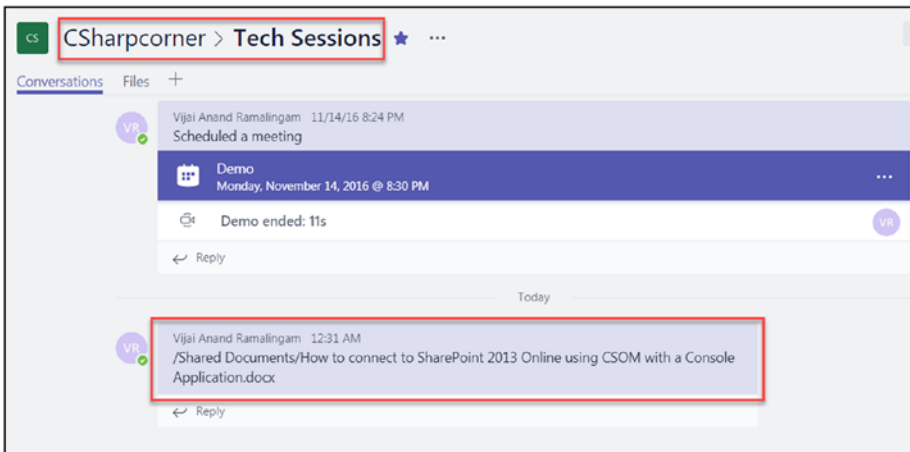 CS CSharpcorner > Tech Sessions ...
Conversations Files +
VR Vijai Anand Ramalingam 11/14/16 8:24 PM
Scheduled a meeting
Demo
Monday, November 14, 2016 @ 8:30 PM ...
Demo ended: 11s VR
Reply
Today
VR Vijai Anand Ramalingam 12:31 AM
/Shared Documents/How to connect to SharePoint 2013 Online using CSOM with a Console
Application.docx
Reply